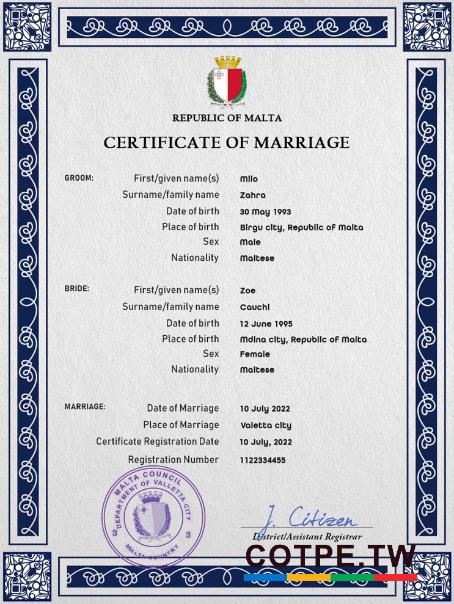 REPUBLIC OF MALTA
CERTIFICATE OF MARRIAGE
GROOM: First/given name(s) Milo
Surname/family name Zahra
Date of birth 30 May 1993
Place of birth Birgu city, Republic of Malta
Sex Male
Nationality Maltese
BRIDE: First/given name(s) Zoe
Surname/family name Cauchi
Date of birth 12 June 1995
Place of birth Mdina city, Republic of Malta
Sex Female
Nationality Maltese
MARRIAGE: Date of Marriage 10 July 2022
Place of Marriage Valetta city
Certificate Registration Date 10 July, 2022
Registration Number 1122334455
MALTA COUNCIL
DEPARTMENT OF VALLETTA CITY
MALTA COUNTRY
J. Citizen
District/Assistant Registrar
COTPE.TW